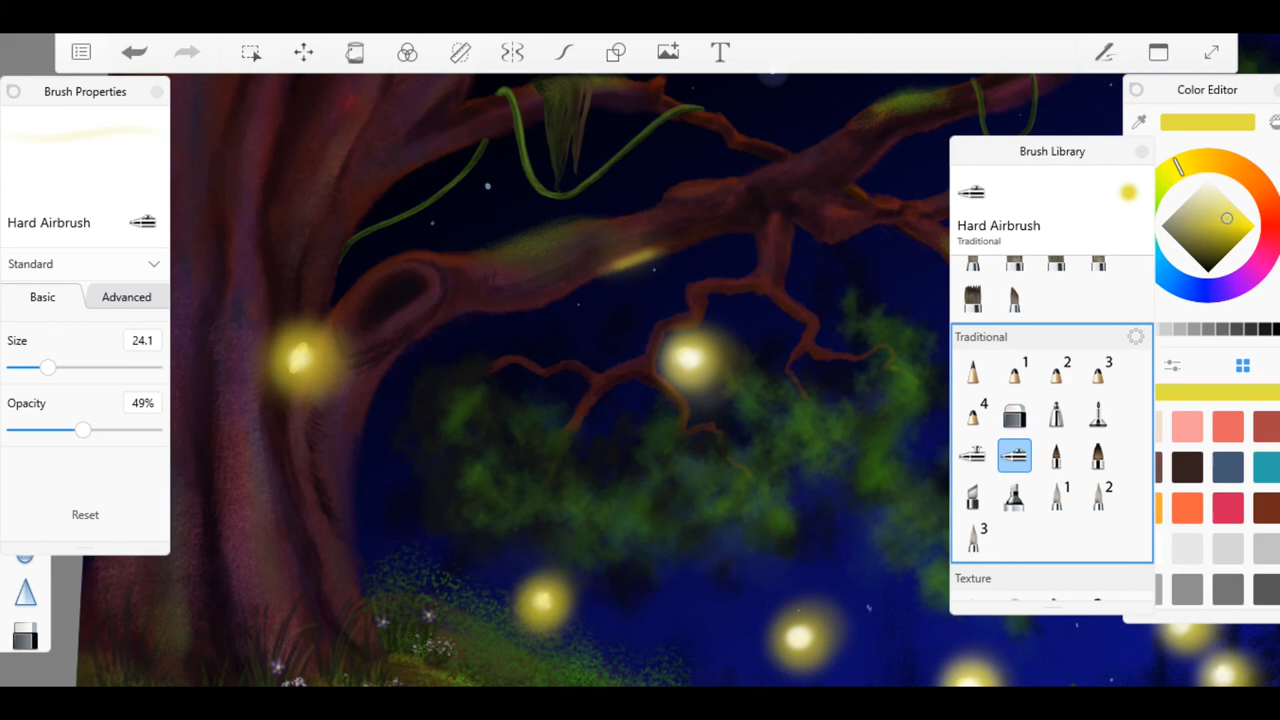 T
Brush Properties
Hard Airbrush
Standard
Basic
Advanced
Size
24.1
Opacity
49%
Reset
Color Editor
Brush Library
Hard Airbrush
Traditional
Traditional
1
2
3
4
1
2
3
Texture